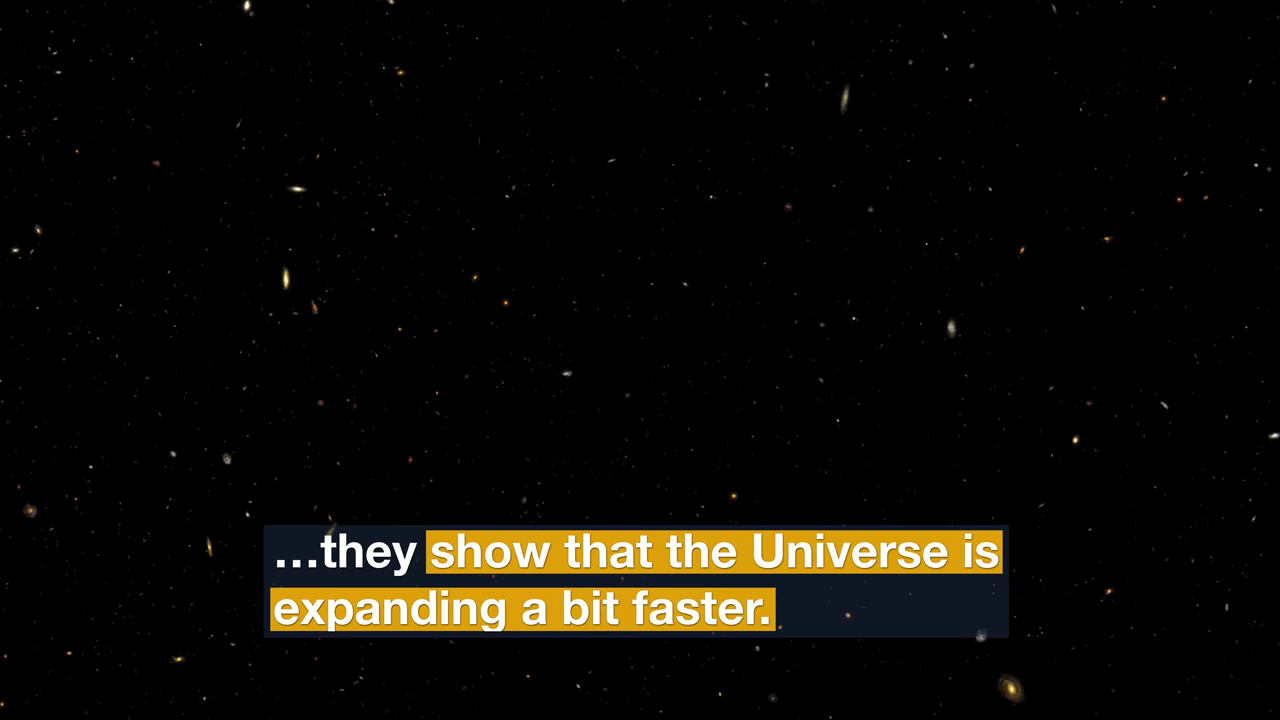 …they show that the Universe is
expanding a bit faster.